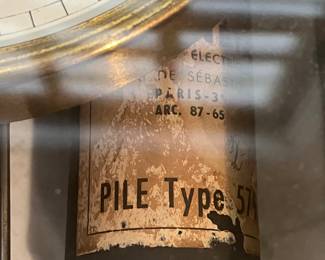 ÉLECTR
DE SÉBAS
PARIS-3
ARC. 87-65
PILE Type 57